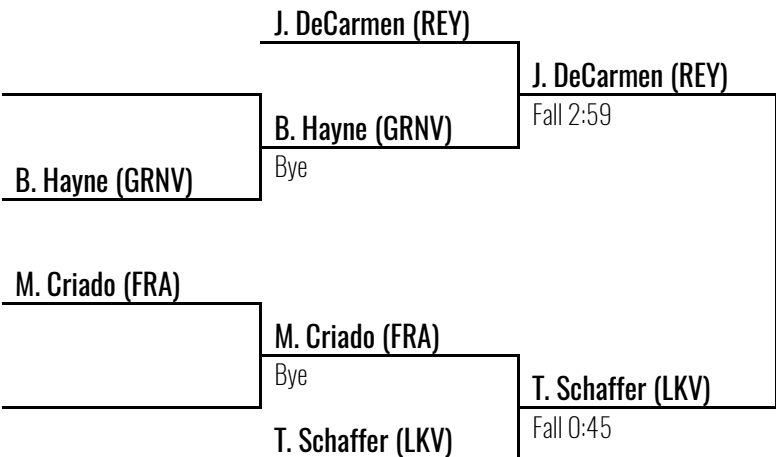 J. DeCarmen (REY)
J. DeCarmen (REY)
Fall 2:59
B. Hayne (GRNV)
Bye
B. Hayne (GRNV)
M. Criado (FRA)
M. Criado (FRA)
Bye
T. Schaffer (LKV)
Fall 0:45
T. Schaffer (LKV)